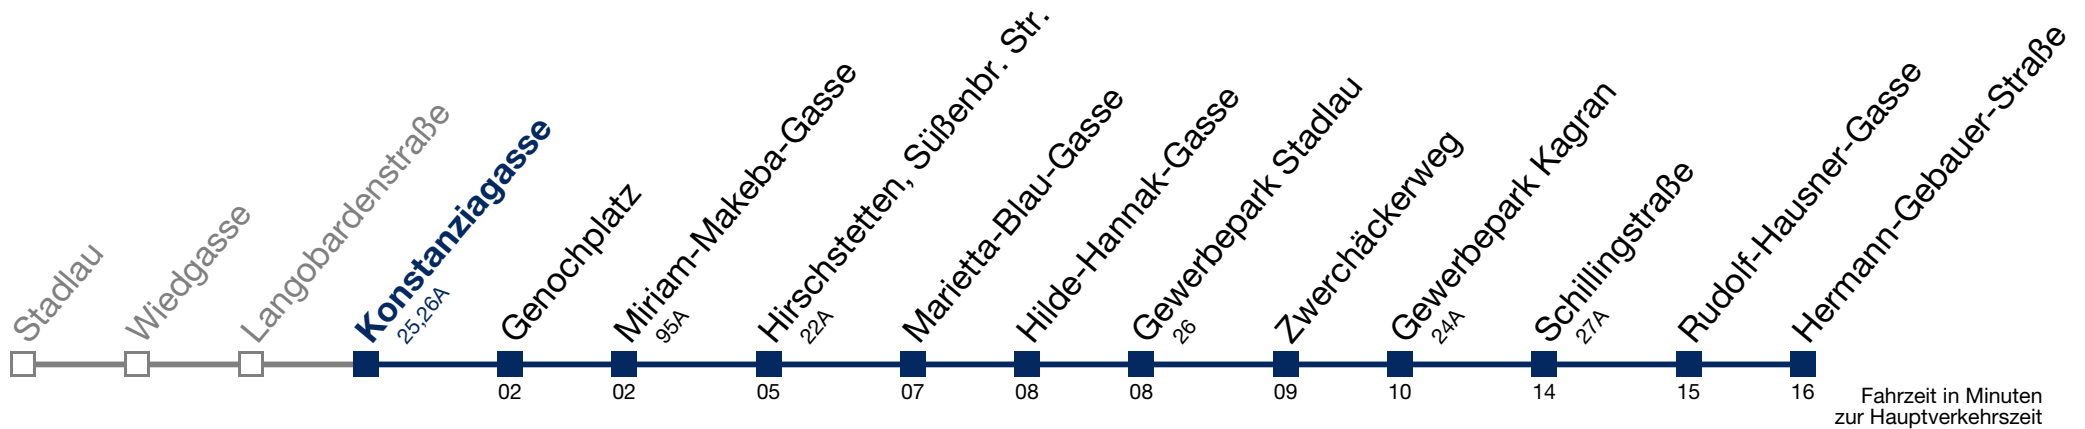 Stadlau
Wiedgasse
Langobardenstraße
Konstanziagasse
25,26A
Genochplatz
Miriam-Makeba-Gasse
95A
Hirschstetten, Süßenbr. Str.
22A
Marietta-Blau-Gasse
Hilde-Hannak-Gasse
Gewerbepark Stadlau
26
Zwerchäckerweg
Gewerbepark Kagran
24A
Schillingstraße
27A
Rudolf-Hausner-Gasse
Hermann-Gebauer-Straße
02 02 05 07 08 08 09 10 14 15 16
Fahrzeit in Minuten
zur Hauptverkehrszeit